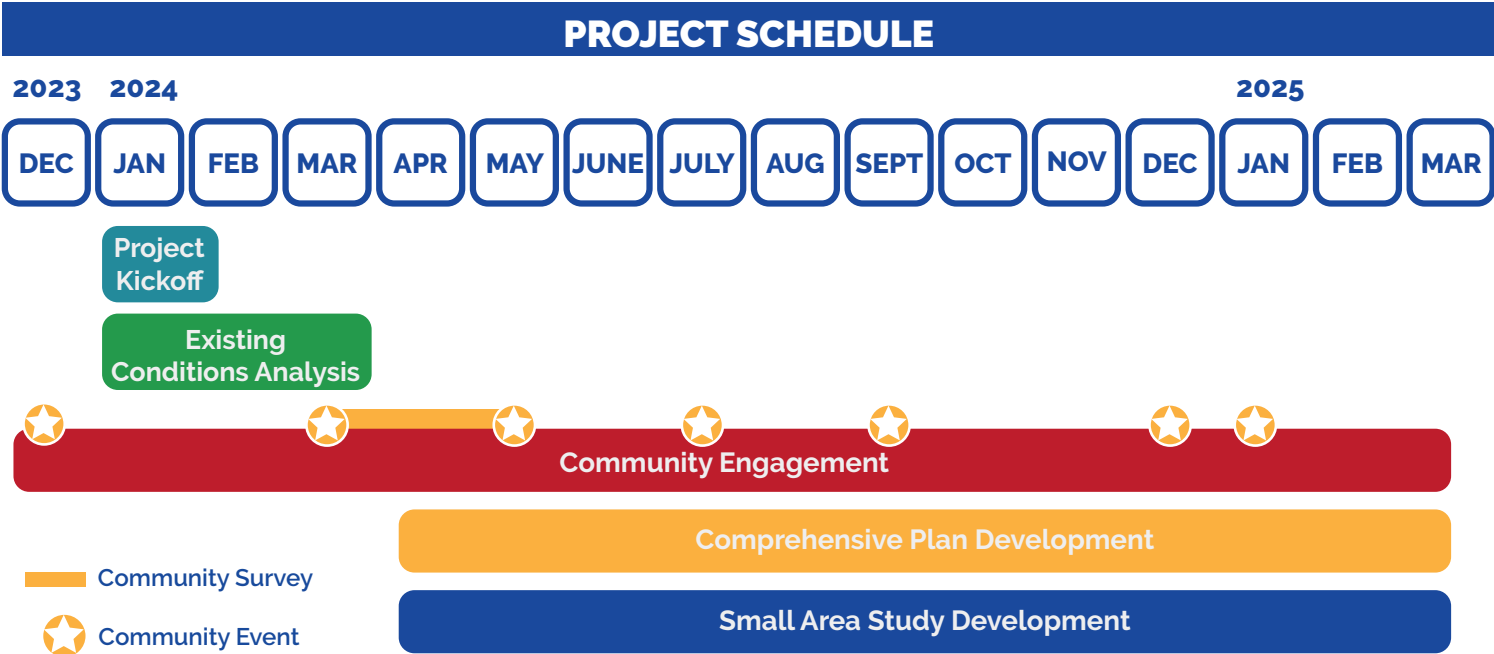 PROJECT SCHEDULE
2023 2024 2025
DEC JAN FEB MAR APR MAY JUNE JULY AUG SEPT OCT NOV DEC JAN FEB MAR
Project
Kickoff
Existing
Conditions Analysis
Community Engagement
Comprehensive Plan Development
Community Survey
Small Area Study Development
Community Event